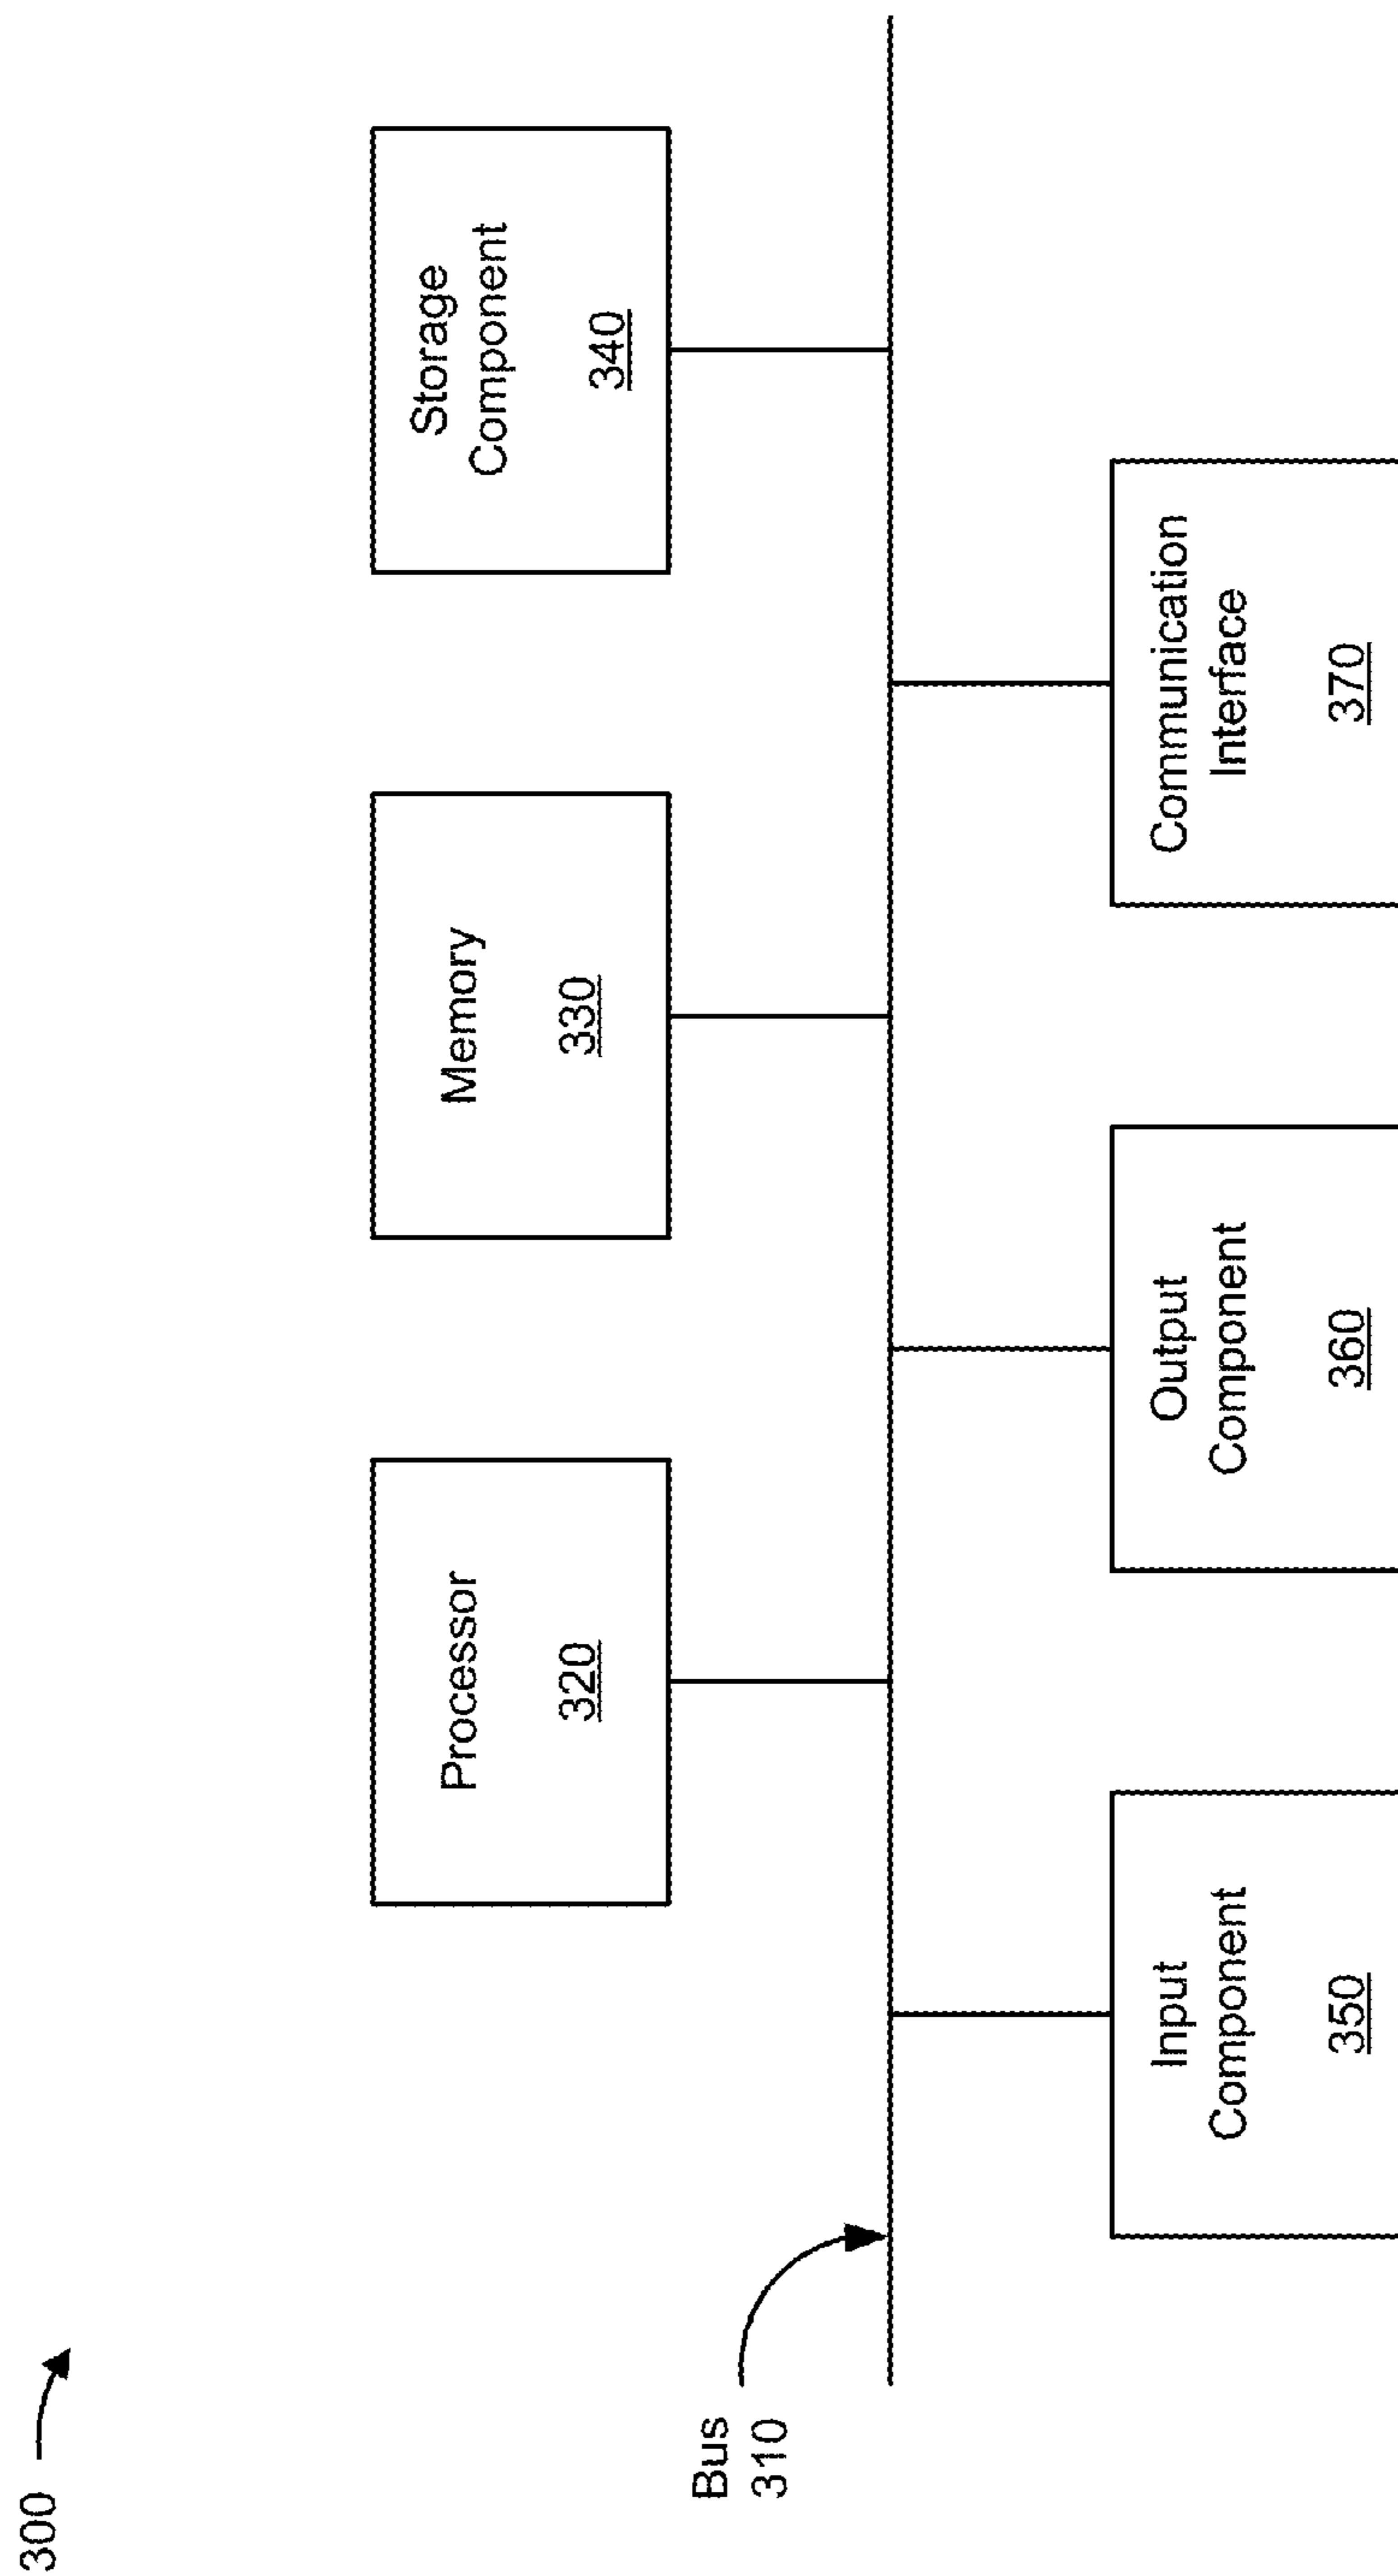 300
Processor
320
Memory
330
Storage
Component
340
Bus
310
Input
Component
350
Output
Component
360
Communication
Interface
370